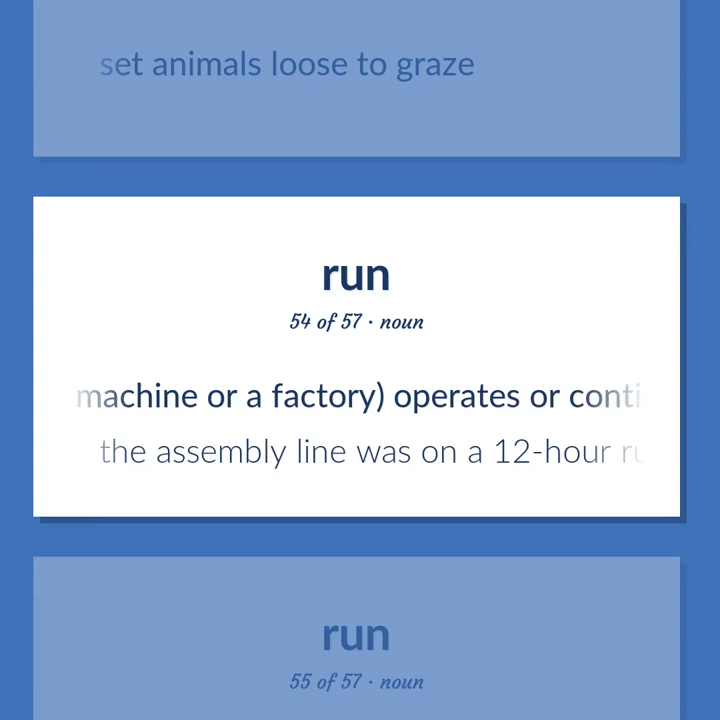 set animals loose to graze
run
54 of 57 · noun
machine or a factory) operates or conti
the assembly line was on a 12-hour ru
run
55 of 57 · noun